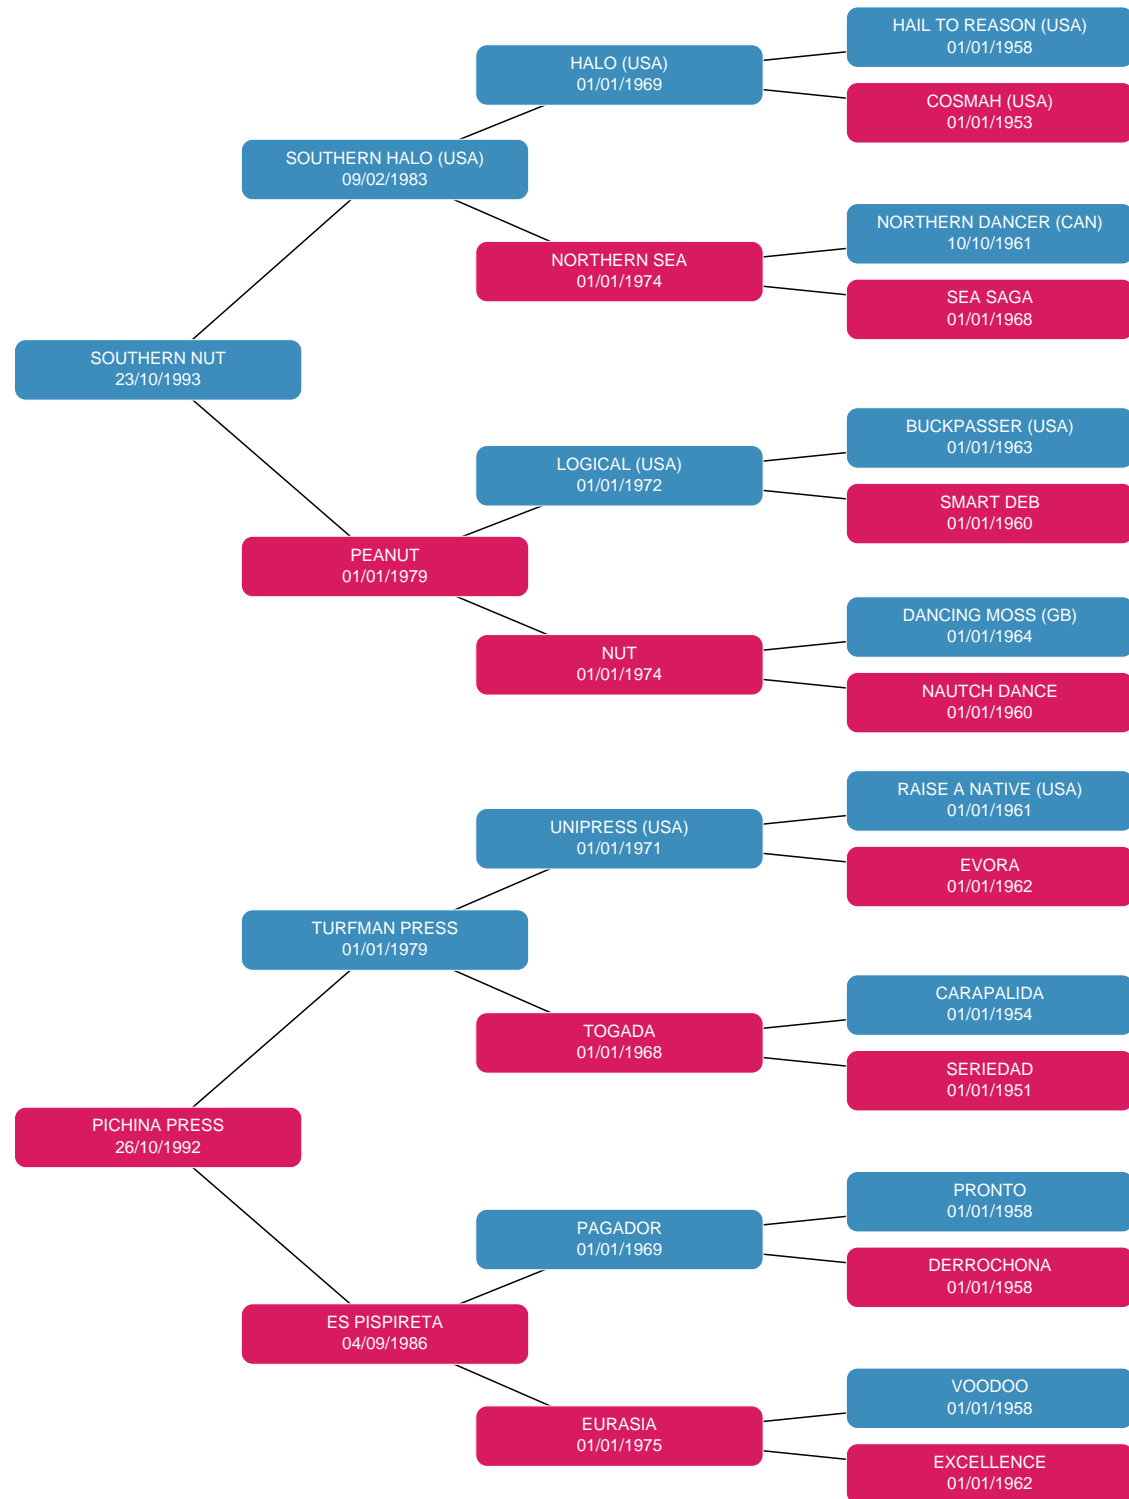 HAIL TO REASON (USA)
01/01/1958
HALO (USA)
01/01/1969
COSMAH (USA)
01/01/1953
SOUTHERN HALO (USA)
09/02/1983
NORTHERN DANCER (CAN)
10/10/1961
NORTHERN SEA
01/01/1974
SEA SAGA
01/01/1968
SOUTHERN NUT
23/10/1993
BUCKPASSER (USA)
01/01/1963
LOGICAL (USA)
01/01/1972
SMART DEB
01/01/1960
PEANUT
01/01/1979
DANCING MOSS (GB)
01/01/1964
NUT
01/01/1974
NAUTCH DANCE
01/01/1960
RAISE A NATIVE (USA)
01/01/1961
UNIPRESS (USA)
01/01/1971
EVORA
01/01/1962
TURFMAN PRESS
01/01/1979
CARAPALIDA
01/01/1954
TOGADA
01/01/1968
SERIEDAD
01/01/1951
PICHINA PRESS
26/10/1992
PRONTO
01/01/1958
PAGADOR
01/01/1969
DERROCHONA
01/01/1958
ES PISPIRETA
04/09/1986
VOODOO
01/01/1958
EURASIA
01/01/1975
EXCELLENCE
01/01/1962